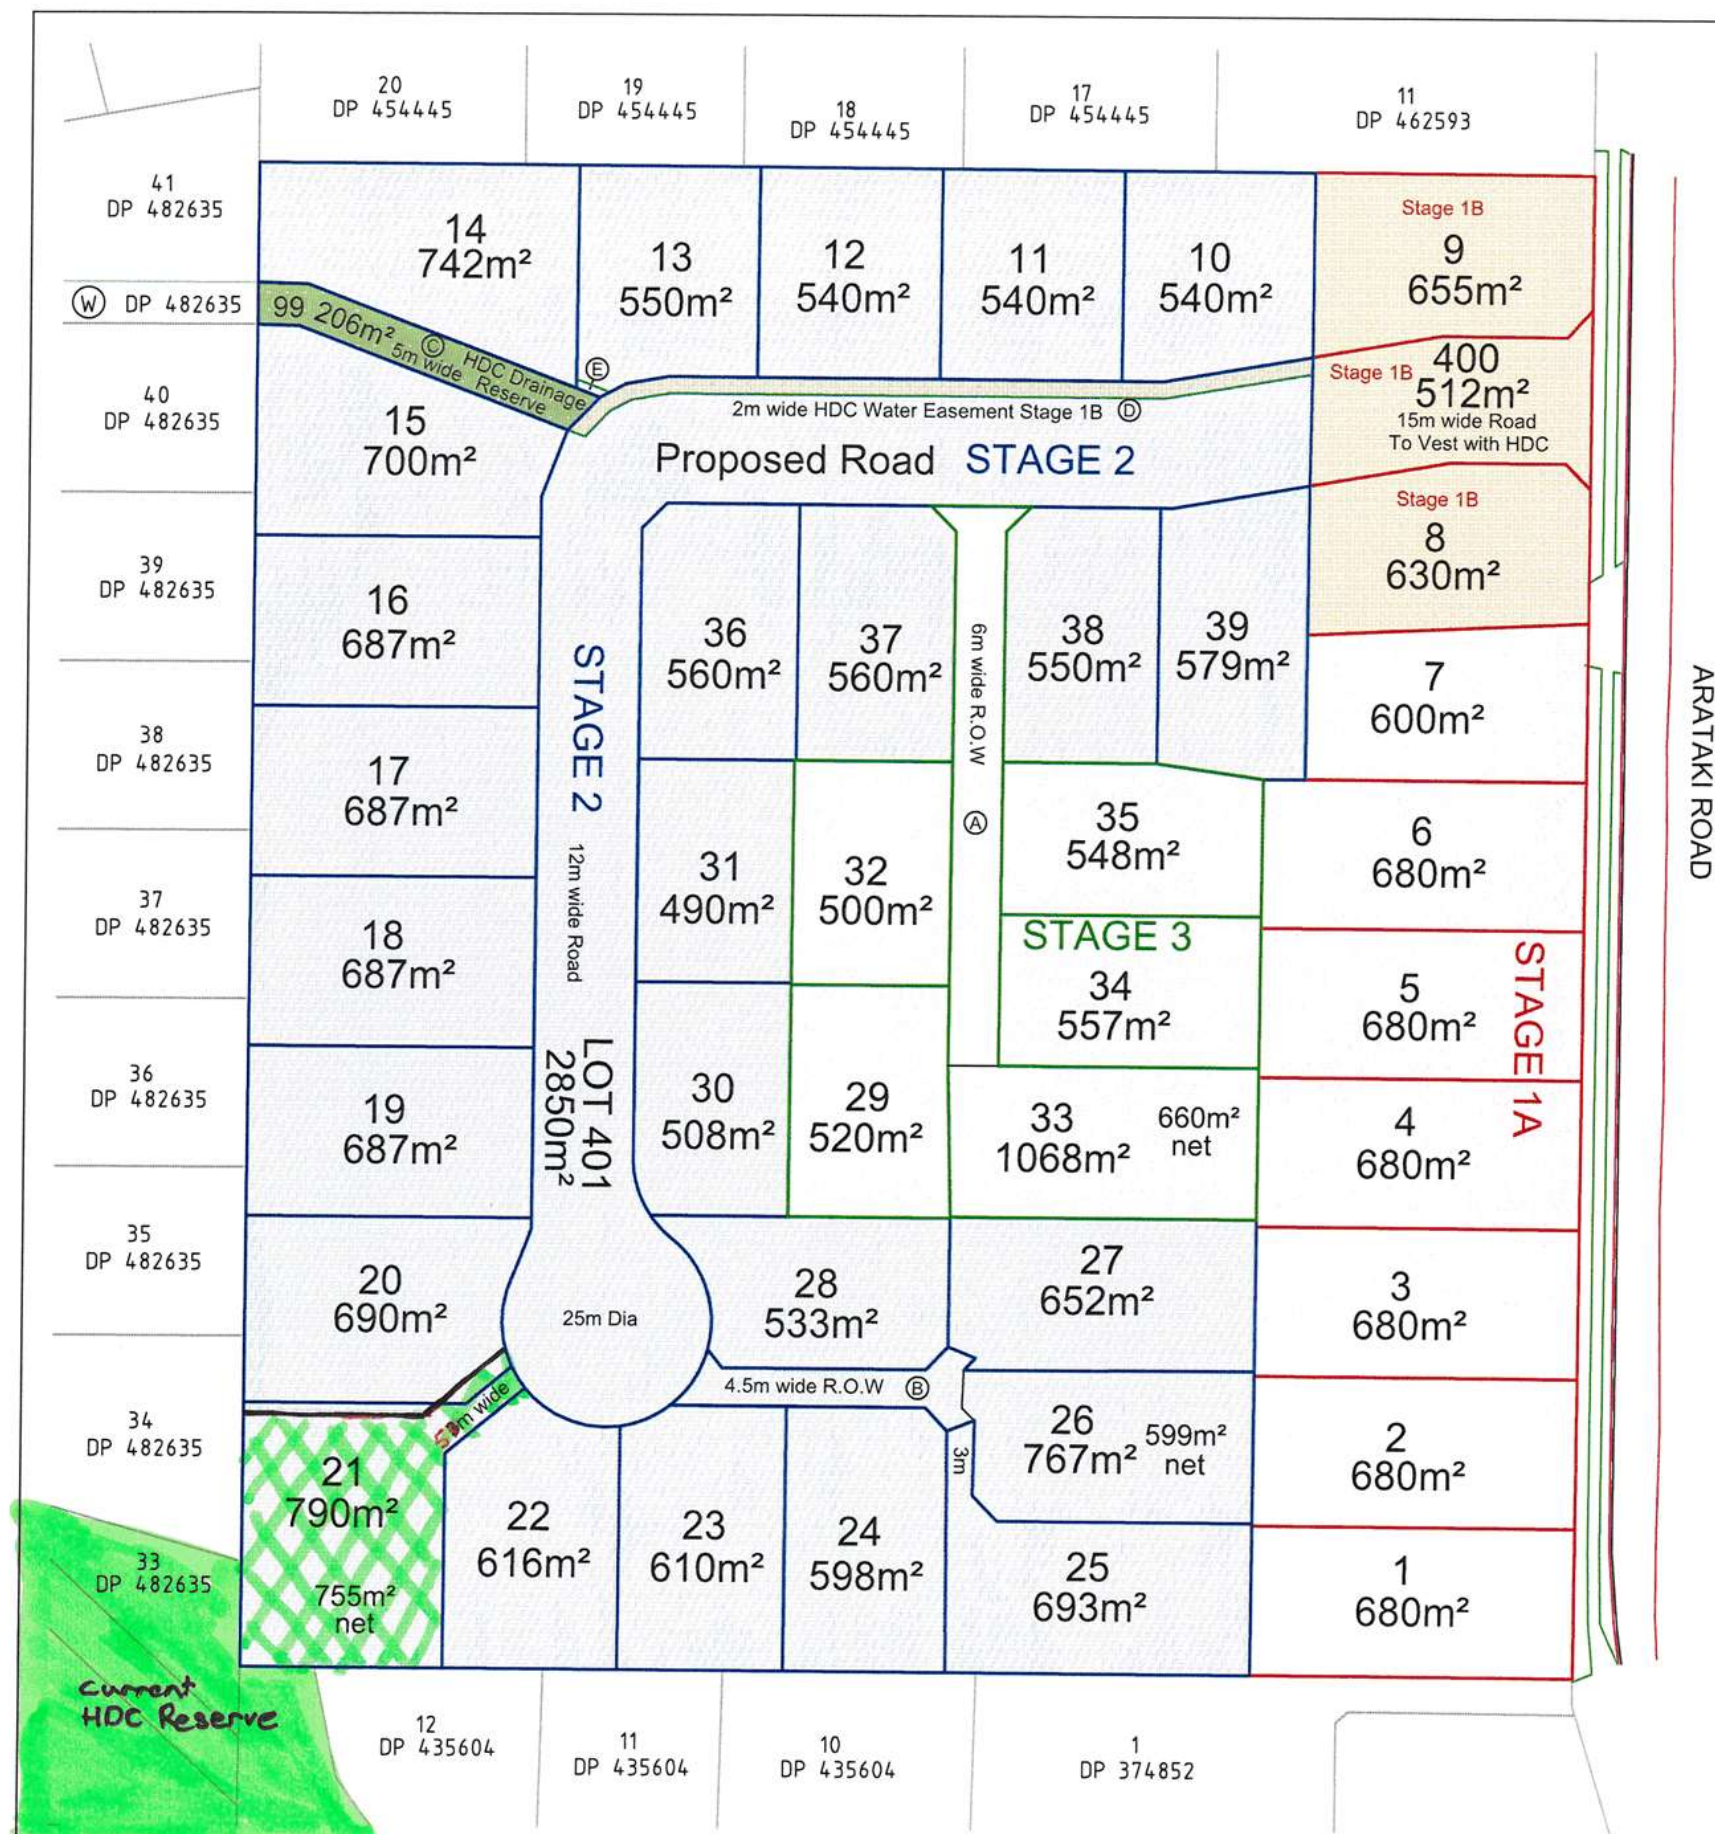 20
DP 454445
19
DP 454445
18
DP 454445
17
DP 454445
11
DP 462593
41
DP 482635
W DP 482635
40
DP 482635
39
DP 482635
38
DP 482635
37
DP 482635
36
DP 482635
35
DP 482635
34
DP 482635
33
DP 482635
14
742m²
13
550m²
12
540m²
11
540m²
10
540m²
Stage 1B
9
655m²
99 206m²
C HDC Drainage
5m wide Reserve
E
2m wide HDC Water Easement Stage 1B D
Stage 1B
400
512m²
15m wide Road
To Vest with HDC
15
700m²
Proposed Road STAGE 2
Stage 1B
8
630m²
16
687m²
STAGE 2
36
560m²
37
560m²
6m wide R.O.W
A
38
550m²
39
579m²
7
600m²
ARATAKI ROAD
17
687m²
12m wide Road
31
490m²
32
500m²
35
548m²
6
680m²
18
687m²
STAGE 3
34
557m²
5
680m²
STAGE 1A
19
687m²
LOT 401
2850m²
30
508m²
29
520m²
33
1068m²
660m²
net
4
680m²
20
690m²
25m Dia
28
533m²
27
652m²
3
680m²
4.5m wide R.O.W B
m wide
3m
26
767m²
599m²
net
2
680m²
21
790m²
755m²
net
22
616m²
23
610m²
24
598m²
25
693m²
1
680m²
Current
HDC Reserve
12
DP 435604
11
DP 435604
10
DP 435604
1
DP 374852